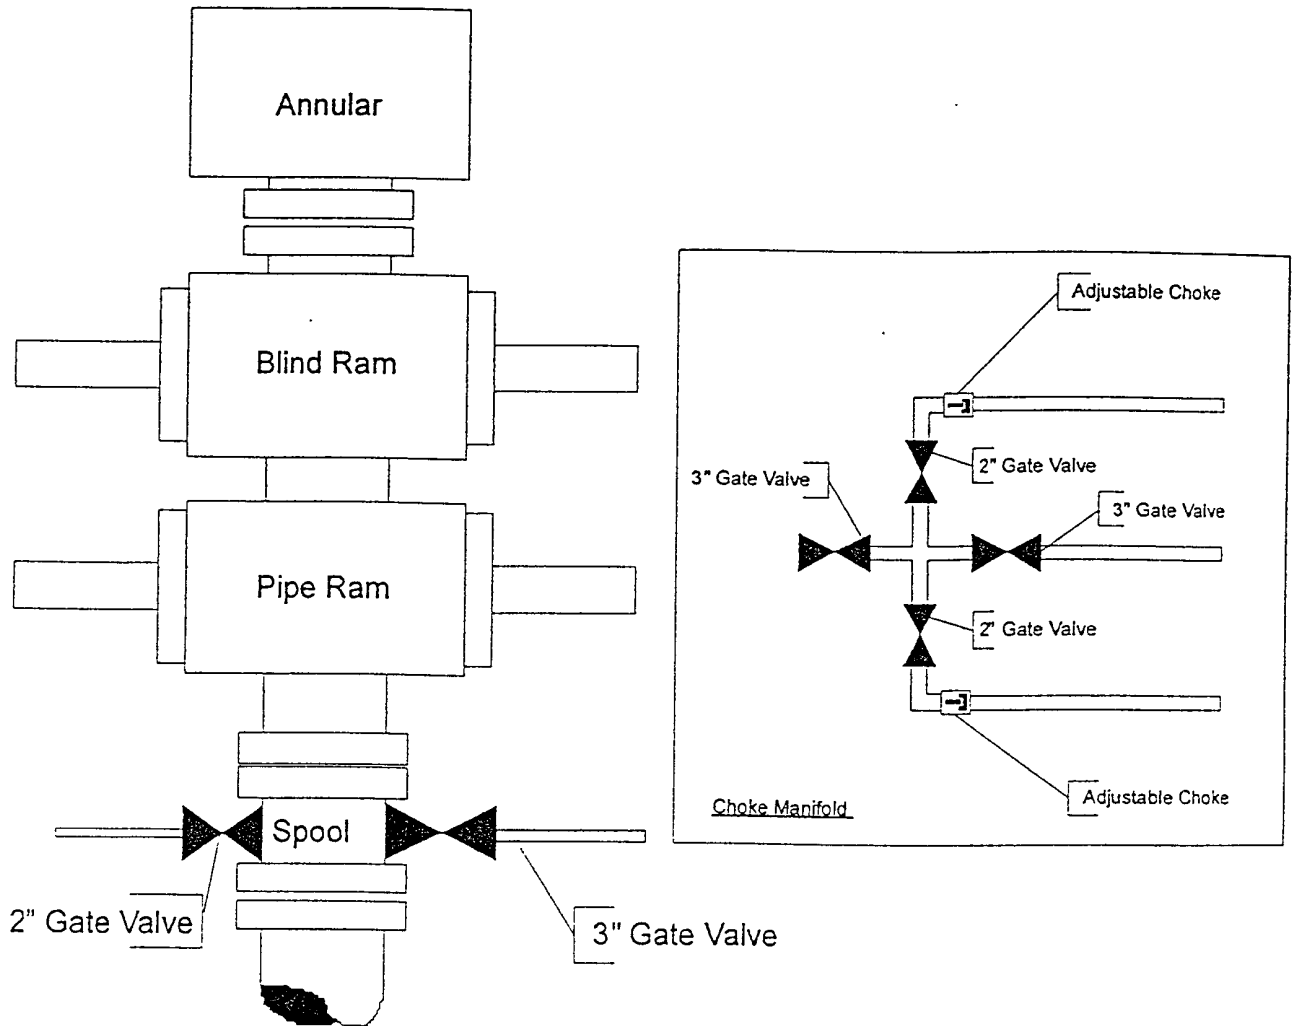 Annular
Blind Ram
Pipe Ram
Spool
2" Gate Valve
3" Gate Valve
Adjustable Choke
2" Gate Valve
3" Gate Valve
3" Gate Valve
2" Gate Valve
Adjustable Choke
Choke Manifold